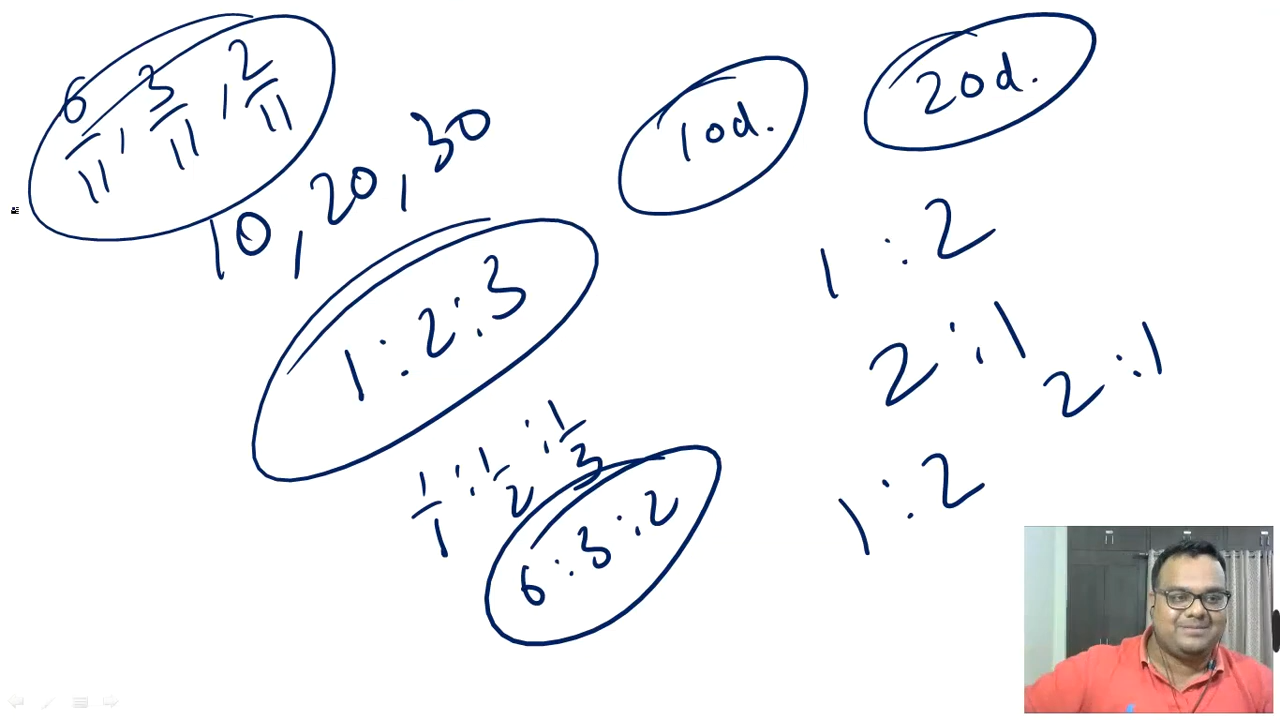 6/11, 3/11, 2/11
10, 20, 30
1 : 2 : 3
1/1 : 1/2 : 1/3
6 : 3 : 2
10d.
20d.
1 : 2
2 : 1
2 : 1
1 : 2